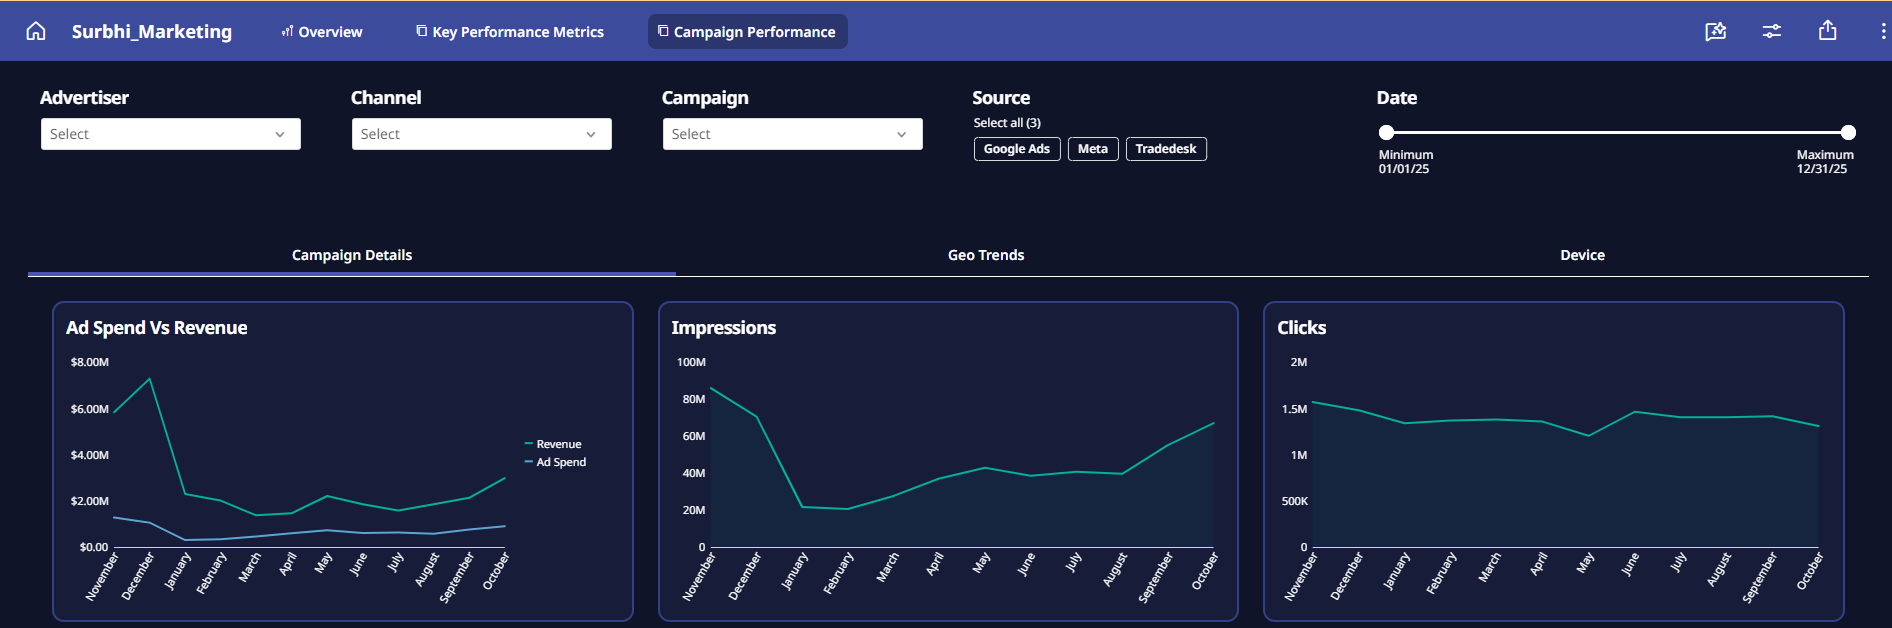 Surbhi_Marketing
Overview
Key Performance Metrics
Campaign Performance
Advertiser
Select
Channel
Select
Campaign
Select
Source
Select all (3)
Google Ads
Meta
Tradedesk
Date
Minimum
01/01/25
Maximum
12/31/25
Campaign Details
Geo Trends
Device
Ad Spend Vs Revenue
$8.00M
$6.00M
$4.00M
$2.00M
$0.00
November
December
January
February
March
April
May
June
July
August
September
October
Revenue
Ad Spend
Impressions
100M
80M
60M
40M
20M
0
November
December
January
February
March
April
May
June
July
August
September
October
Clicks
2M
1.5M
1M
500K
0
November
December
January
February
March
April
May
June
July
August
September
October